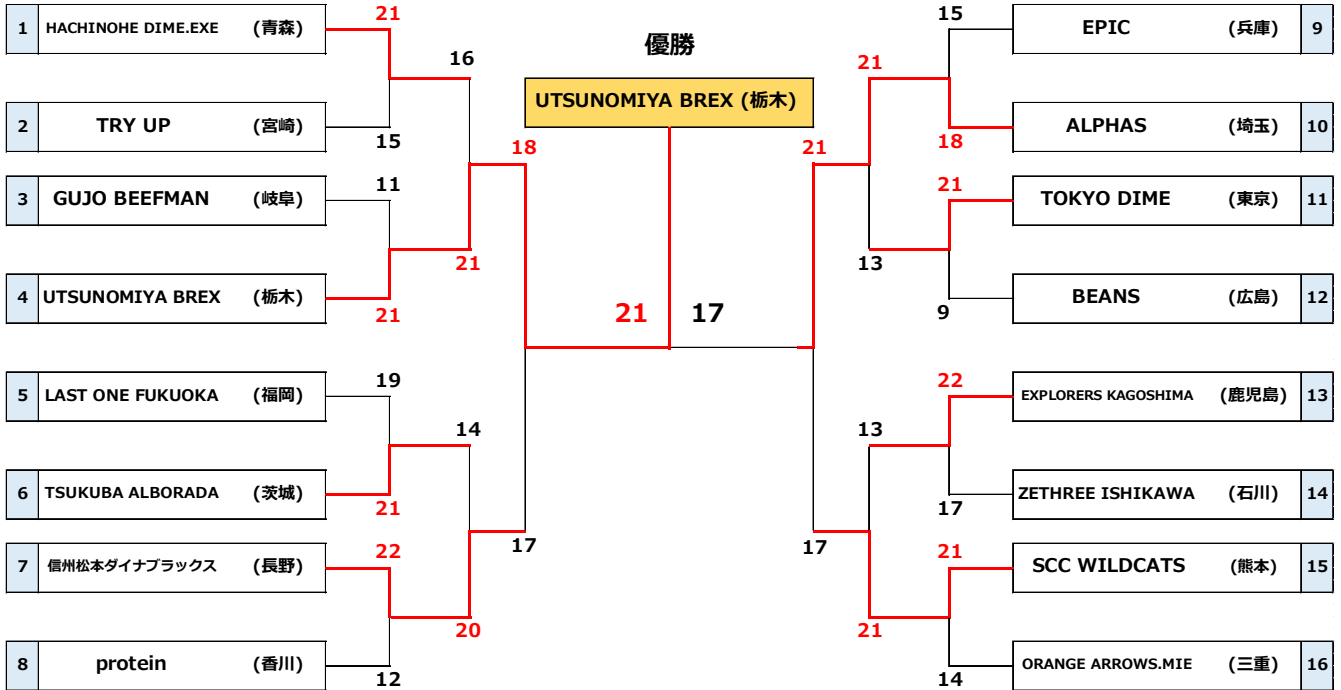 優勝
UTSUNOMIYA BREX (栃木)
21 17
1 HACHINOHE DIME.EXE (青森)
21
16
2 TRY UP (宮崎)
15
18
3 GUJO BEEFMAN (岐阜)
11
21
4 UTSUNOMIYA BREX (栃木)
21
5 LAST ONE FUKUOKA (福岡)
19
14
6 TSUKUBA ALBORADA (茨城)
21
17
7 信州松本ダイナブラックス (長野)
22
20
8 protein (香川)
12
15
EPIC (兵庫) 9
21
18
ALPHAS (埼玉) 10
21
21
TOKYO DIME (東京) 11
13
9
BEANS (広島) 12
22
EXPLORERS KAGOSHIMA (鹿児島) 13
13
17
ZETHREE ISHIKAWA (石川) 14
17
21
SCC WILDCATS (熊本) 15
21
14
ORANGE ARROWS.MIE (三重) 16